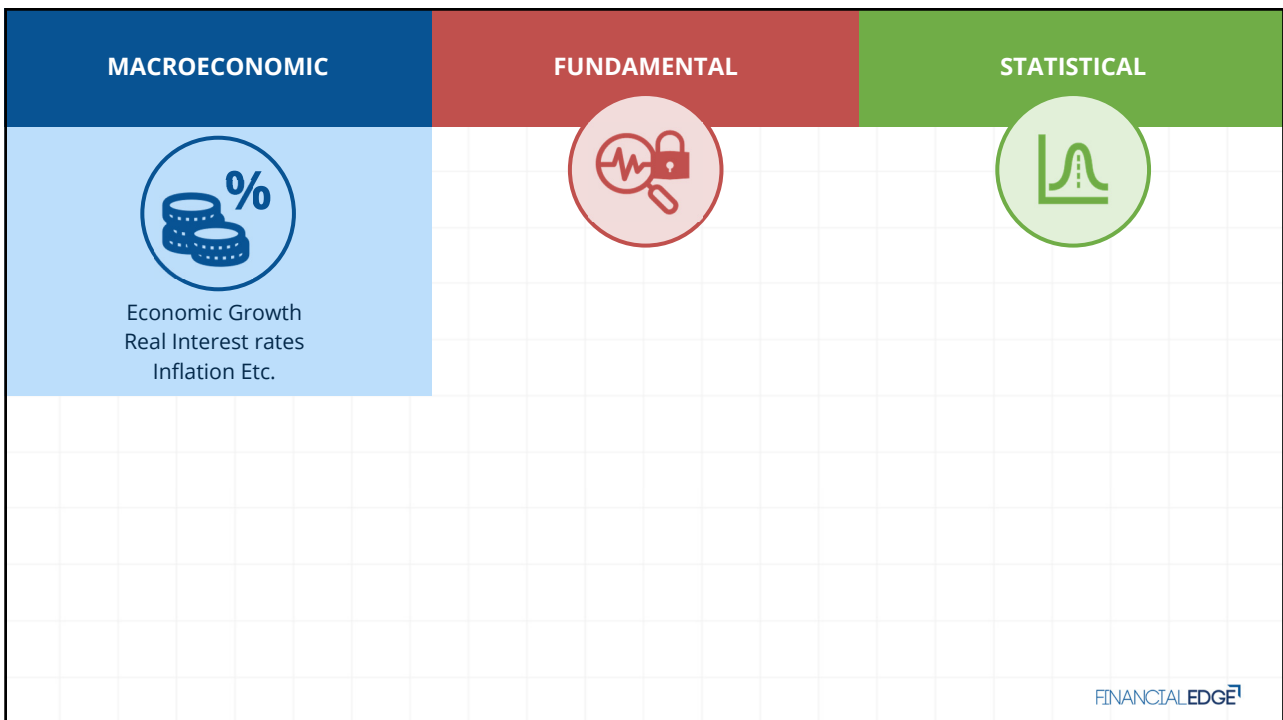 MACROECONOMIC
FUNDAMENTAL
STATISTICAL
%
Economic Growth
Real Interest rates
Inflation Etc.
FINANCIALEDGE